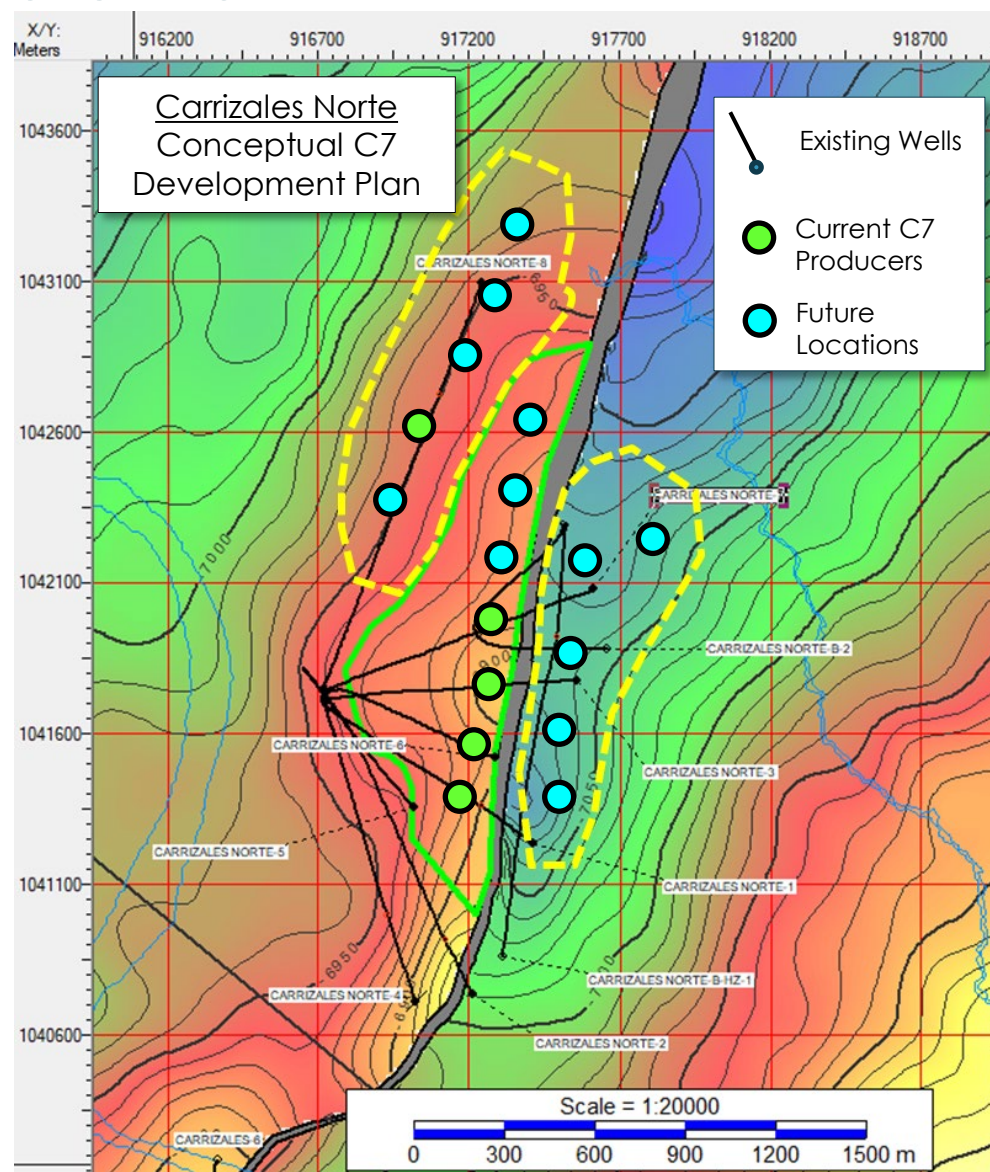 X/Y:
Meters
916200
916700
917200
917700
918200
918700
Carrizales Norte
Conceptual C7
Development Plan
Existing Wells
Current C7
Producers
Future
Locations
1043600
1043100
1042600
1042100
1041600
1041100
1040600
CARRIZALES NORTE-8
-6950
CARRIZALES NORTE-
-7000
CARRIZALES NORTE-B-2
CARRIZALES NORTE-6
CARRIZALES NORTE-3
-7050
CARRIZALES NORTE-5
CARRIZALES NORTE-1
-6950
CARRIZALES NORTE-B-HZ-1
CARRIZALES NORTE-4
CARRIZALES NORTE-2
CARRIZALES-6
Scale = 1:20000
0 300 600 900 1200 1500 m